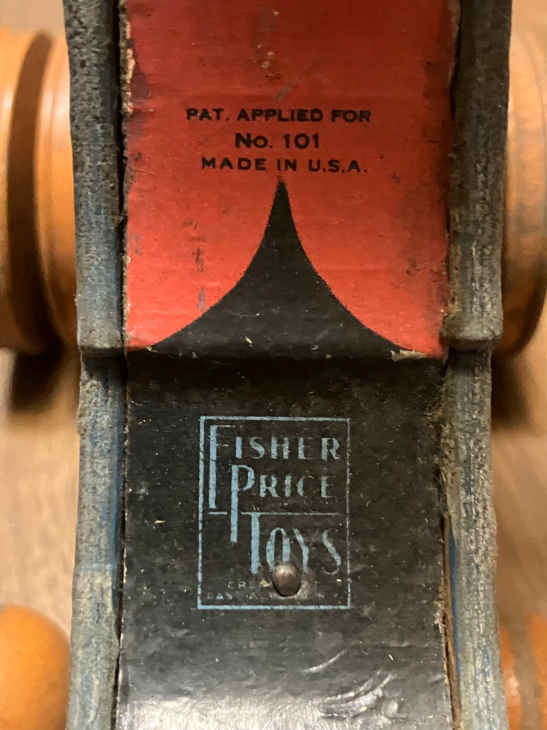 PAT. APPLIED FOR
No. 101
MADE IN U.S.A.
FISHER
PRICE
TOYS